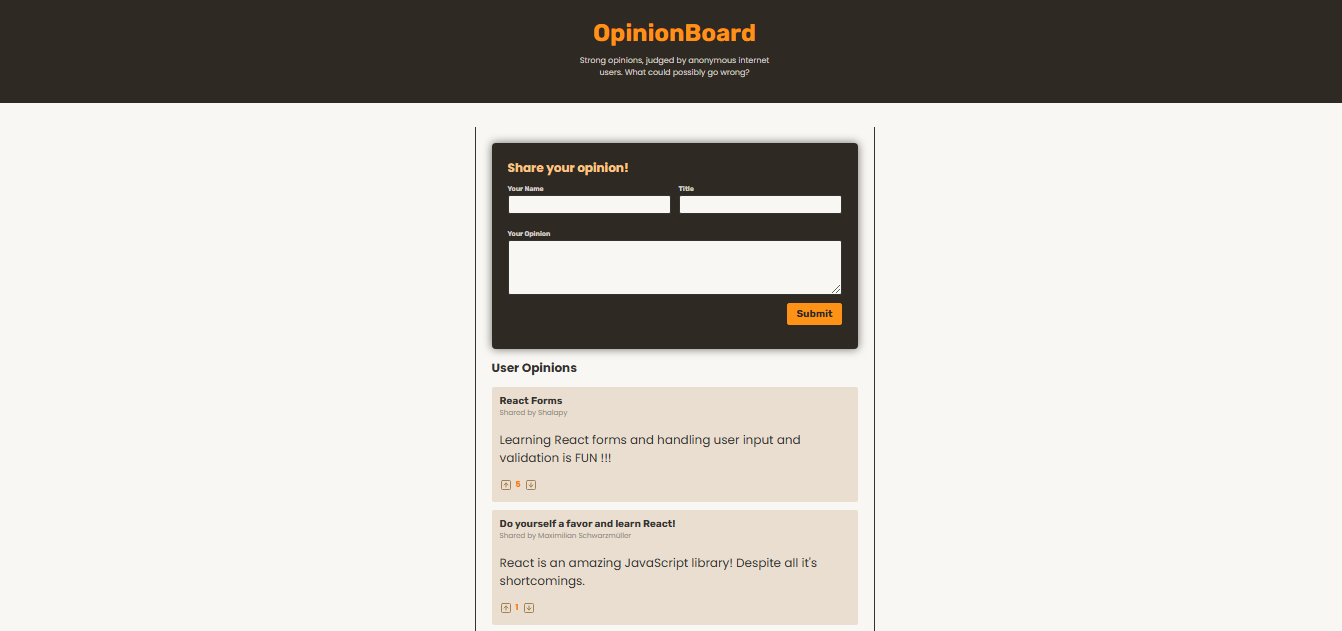 OpinionBoard
Strong opinions, judged by anonymous internet
users. What could possibly go wrong?
Share your opinion!
Your Name
Title
Your Opinion
Submit
User Opinions
React Forms
Shared by Shalapy
Learning React forms and handling user input and
validation is FUN !!!
5
Do yourself a favor and learn React!
Shared by Maximilian Schwarzmüller
React is an amazing JavaScript library! Despite all it's
shortcomings.
1